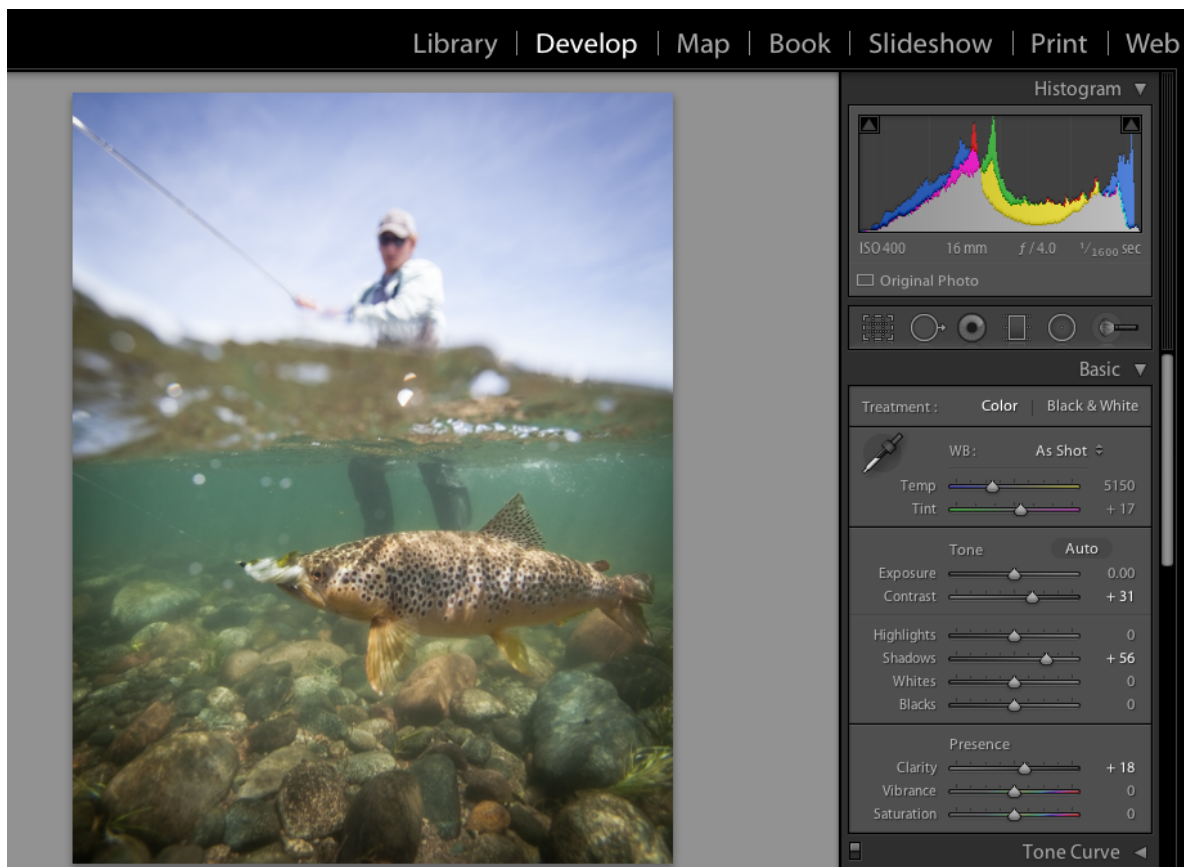 Library | Develop | Map | Book | Slideshow | Print | Web
Histogram
ISO 400 16 mm ƒ / 4.0 1/1600 sec
Original Photo
Basic
Treatment : Color | Black & White
WB : As Shot
Temp 5150
Tint + 17
Tone Auto
Exposure 0.00
Contrast + 31
Highlights 0
Shadows + 56
Whites 0
Blacks 0
Presence
Clarity + 18
Vibrance 0
Saturation 0
Tone Curve